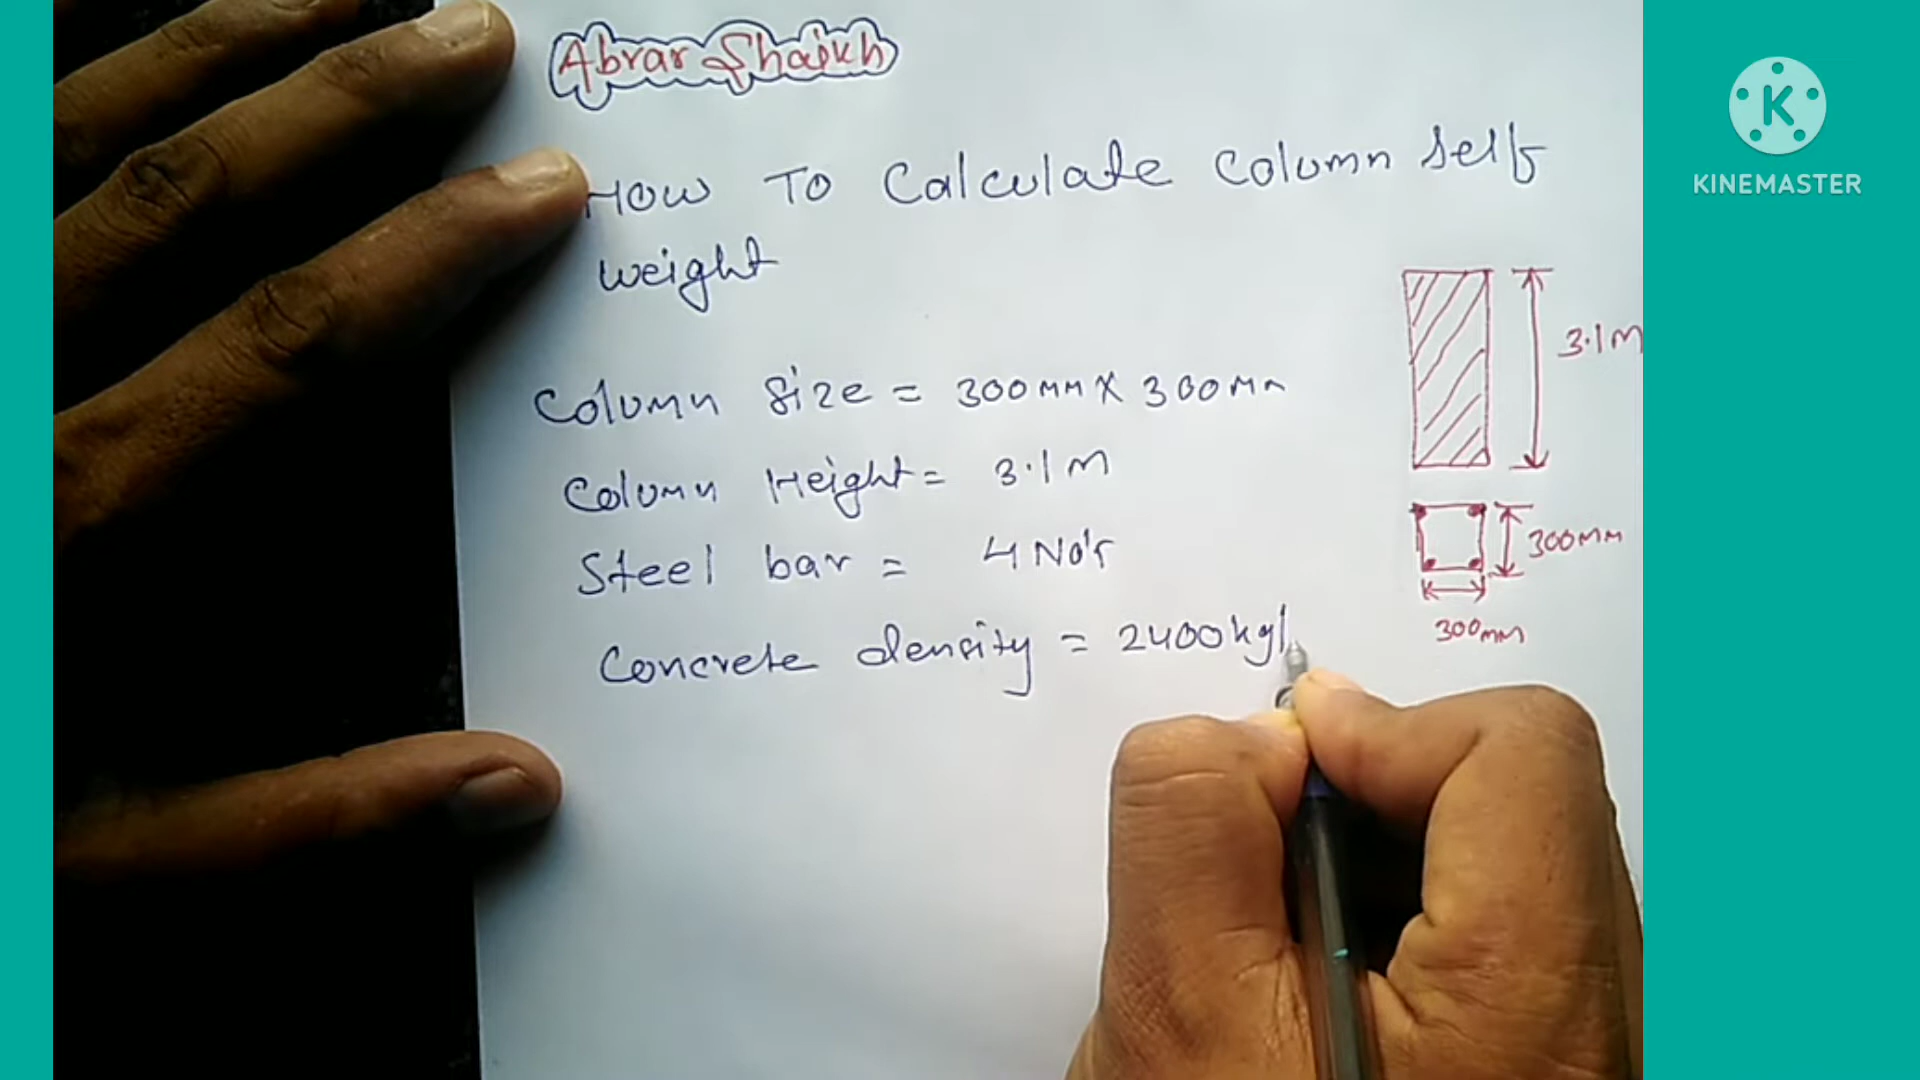 Abrar Shaikh
How To Calculate Column self
weight
Column Size = 300mm X 300mm
Column Height = 3.1M
Steel bar = 4 No's
Concrete density = 2400kg/
3.1M
300mm
300mm
K
KINEMASTER